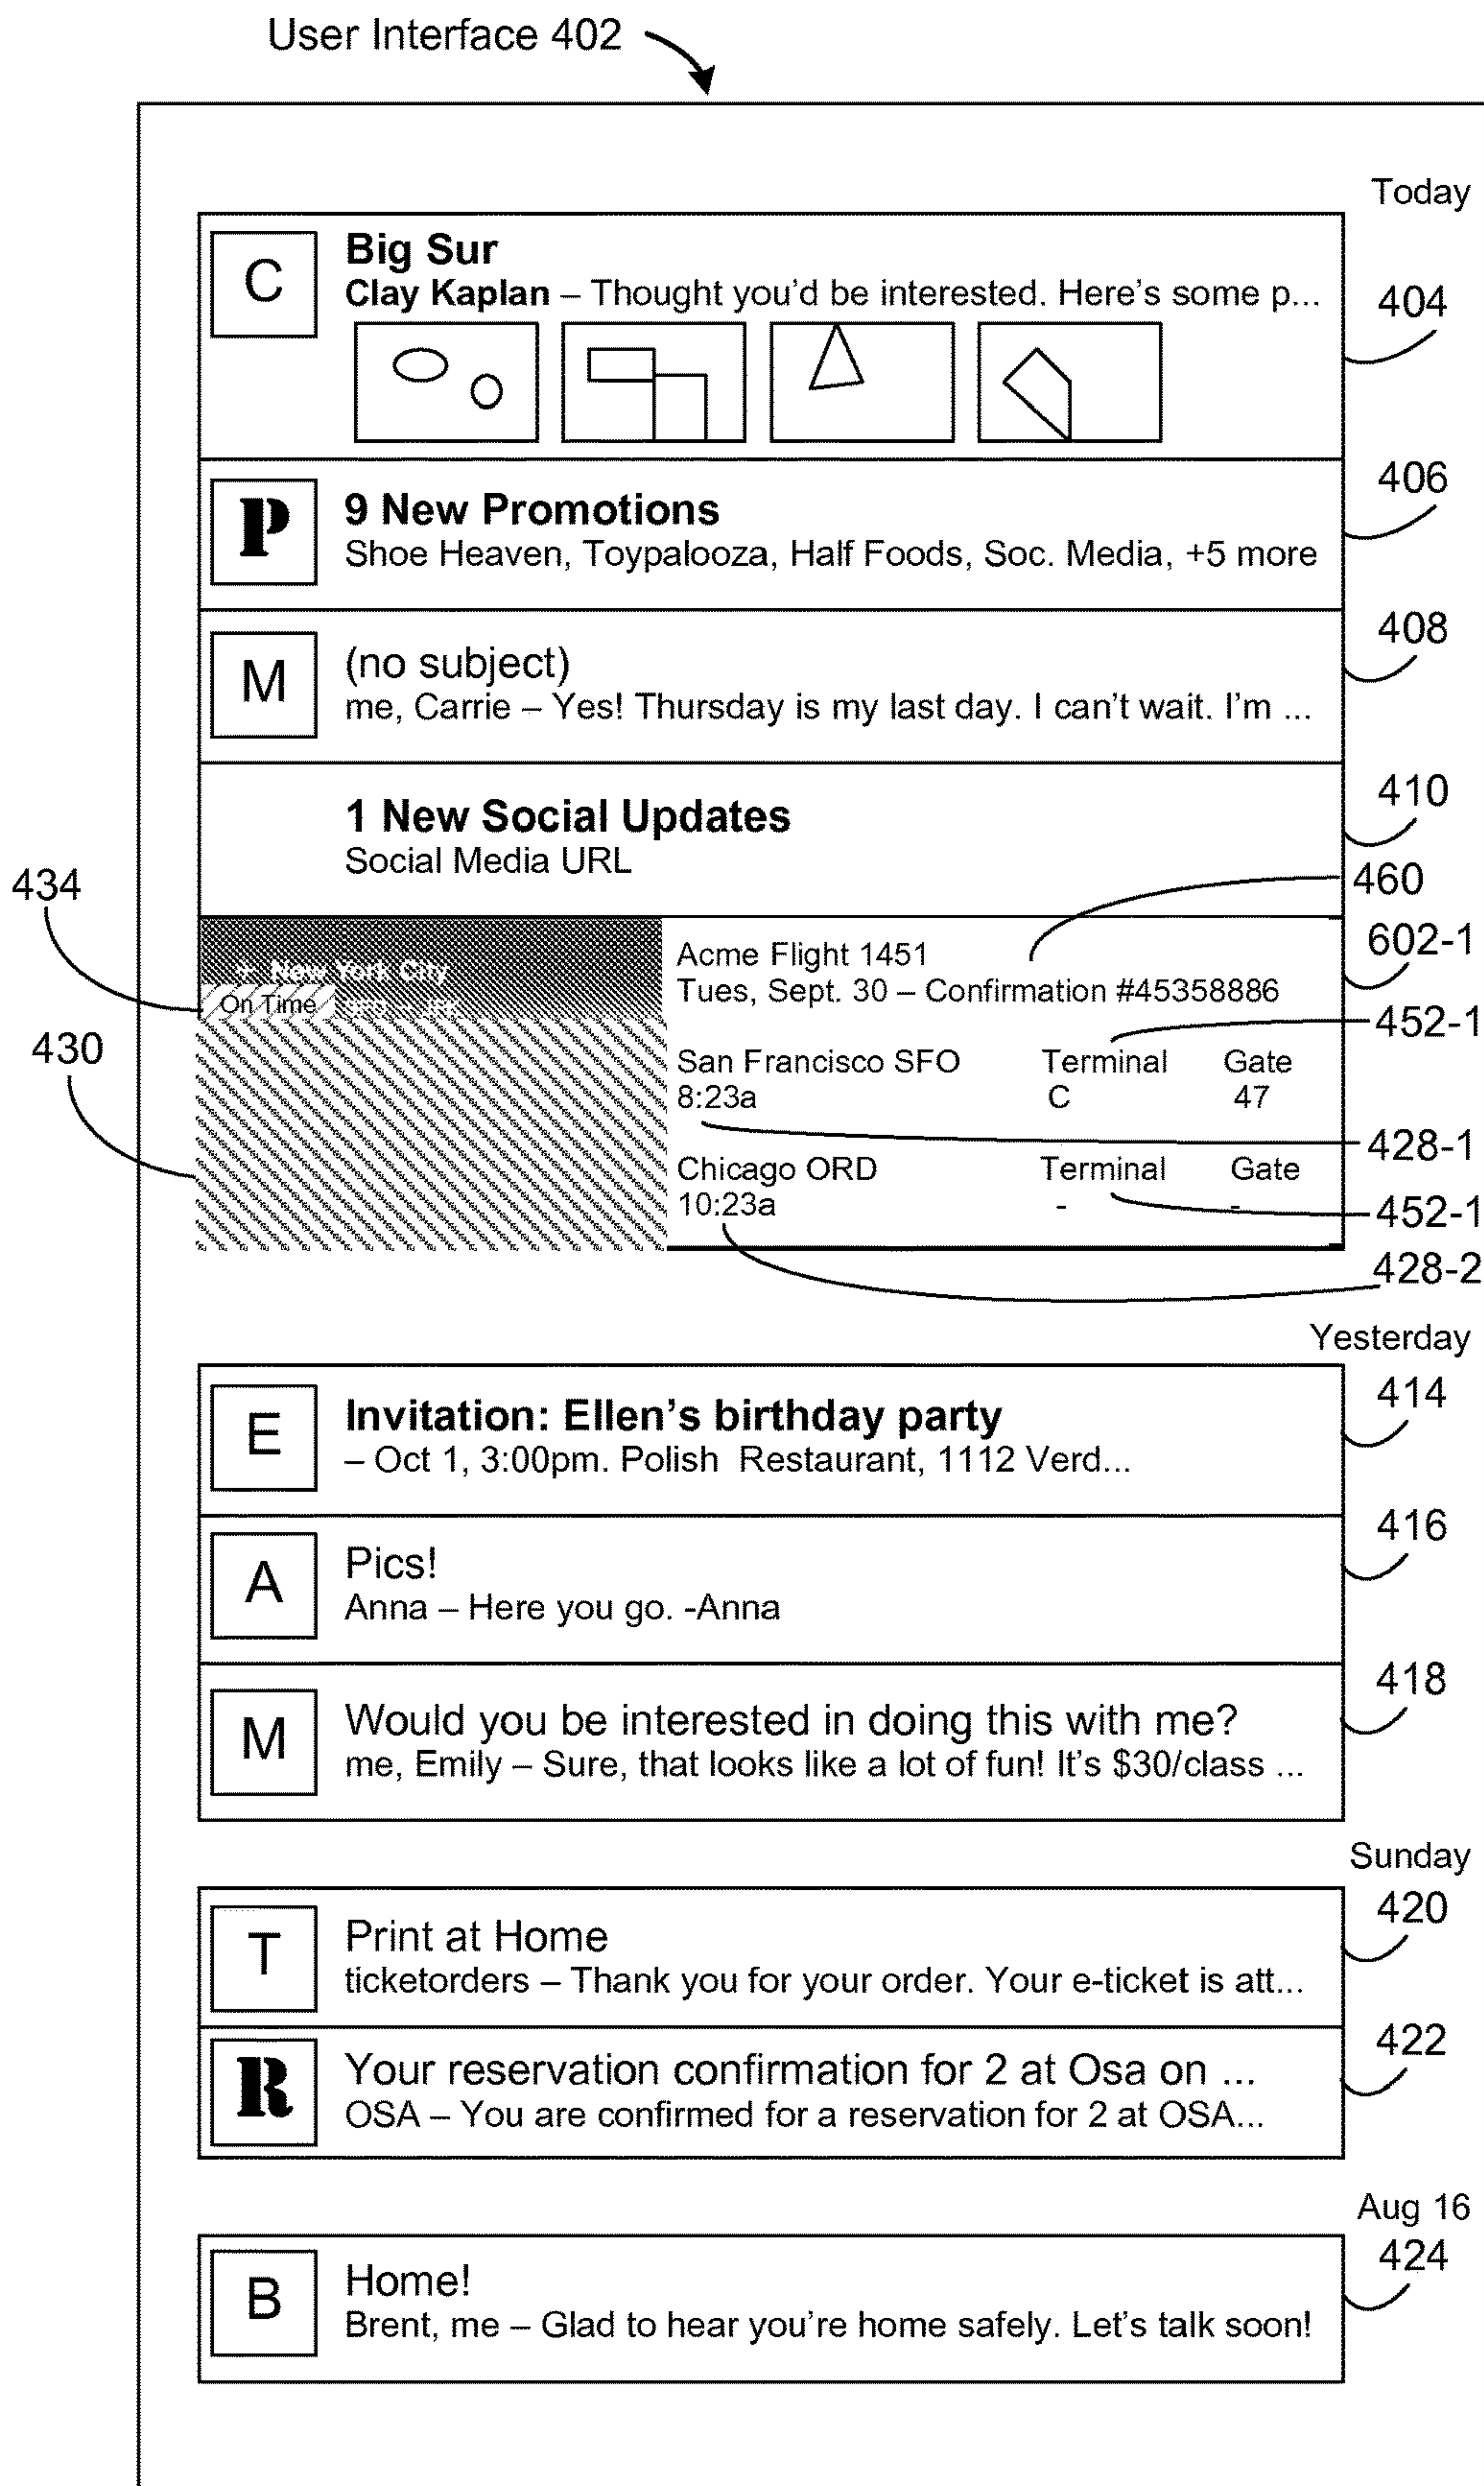 User Interface 402
Today
C
Big Sur
Clay Kaplan – Thought you'd be interested. Here's some p...
404
P
9 New Promotions
Shoe Heaven, Toypalooza, Half Foods, Soc. Media, +5 more
406
M
(no subject)
me, Carrie – Yes! Thursday is my last day. I can't wait. I'm ...
408
1 New Social Updates
Social Media URL
410
434
460
New York City
On Time
430
Acme Flight 1451
Tues, Sept. 30 – Confirmation #45358886
602-1
452-1
San Francisco SFO Terminal Gate
8:23a C 47
428-1
Chicago ORD Terminal Gate
10:23a - -
452-1
428-2
Yesterday
E
Invitation: Ellen's birthday party
– Oct 1, 3:00pm. Polish Restaurant, 1112 Verd...
414
A
Pics!
Anna – Here you go. -Anna
416
M
Would you be interested in doing this with me?
me, Emily – Sure, that looks like a lot of fun! It's $30/class ...
418
Sunday
T
Print at Home
ticketorders – Thank you for your order. Your e-ticket is att...
420
R
Your reservation confirmation for 2 at Osa on ...
OSA – You are confirmed for a reservation for 2 at OSA...
422
Aug 16
B
Home!
Brent, me – Glad to hear you're home safely. Let's talk soon!
424